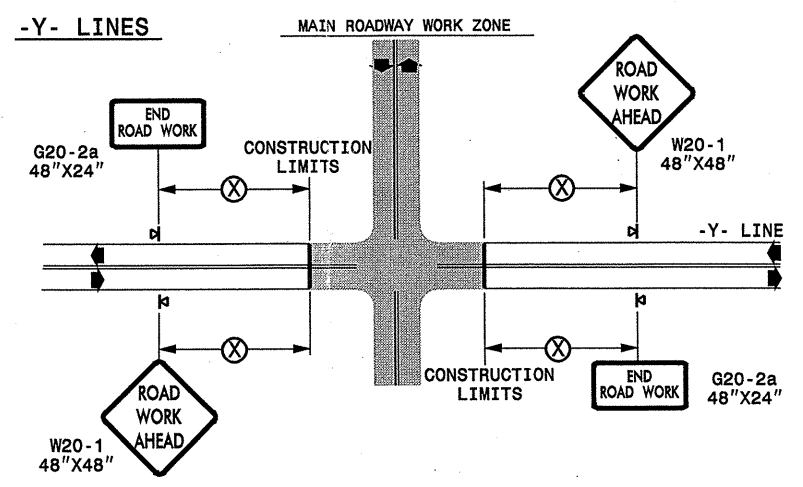 -Y- LINES
MAIN ROADWAY WORK ZONE
END
ROAD WORK
G20-2a
48"X24"
CONSTRUCTION
LIMITS
ROAD
WORK
AHEAD
W20-1
48"X48"
X
X
-Y- LINE
X
X
ROAD
WORK
AHEAD
W20-1
48"X48"
CONSTRUCTION
LIMITS
END
ROAD WORK
G20-2a
48"X24"